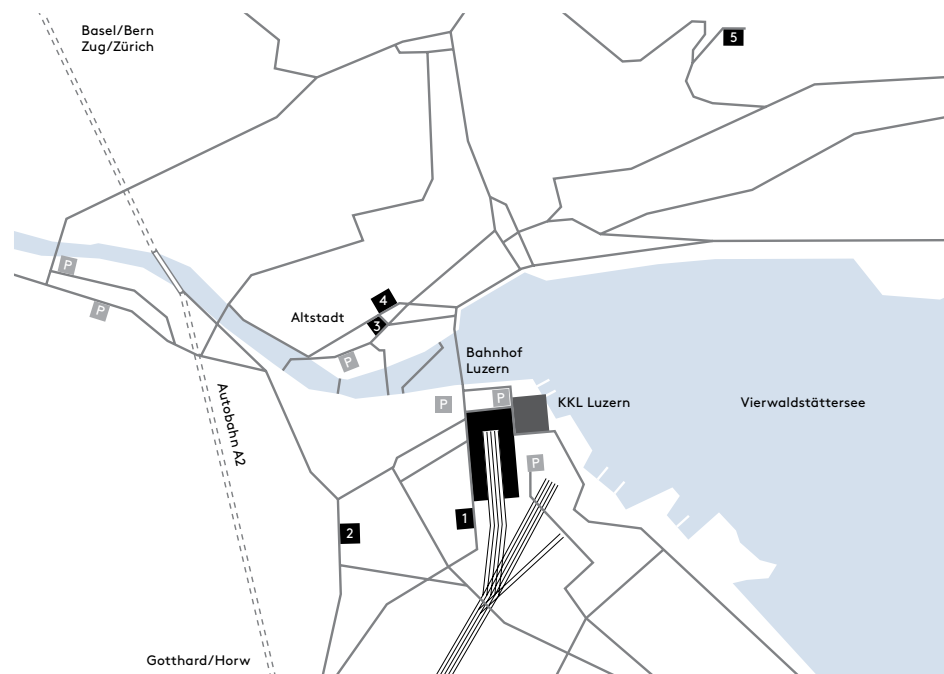 Basel/Bern
Zug/Zürich
5
P
P
4
3
Altstadt
P
Bahnhof
Luzern
P
P
KKL Luzern
Vierwaldstättersee
Autobahn A2
P
1
2
Gotthard/Horw